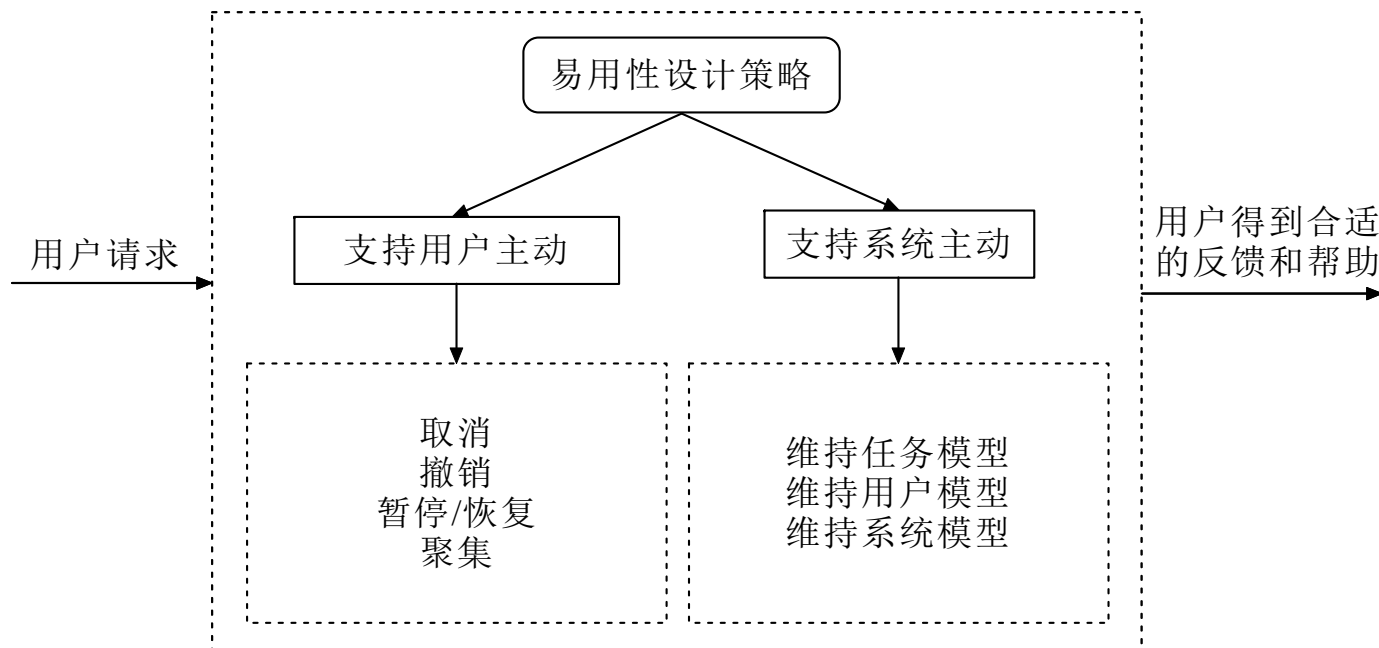 易用性设计策略
用户请求
支持用户主动
支持系统主动
用户得到合适
的反馈和帮助
取消
撤销
暂停/恢复
聚集
维持任务模型
维持用户模型
维持系统模型